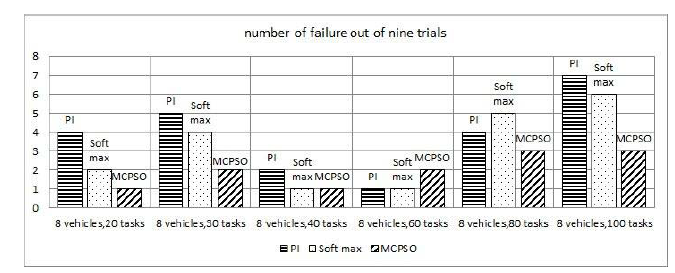 number of failure out of nine trials
8
7
6
5
4
3
2
1
0
PI
Soft
max
MCPSO
PI
Soft
max
MCPSO
PI
Soft
max
MCPSO
PI
Soft
max
MCPSO
PI
Soft
max
MCPSO
PI
Soft
max
MCPSO
8 vehicles,20 tasks
8 vehicles,30 tasks
8 vehicles,40 tasks
8 vehicles,60 tasks
8 vehicles,80 tasks
8 vehicles,100 tasks
PI Soft max MCPSO